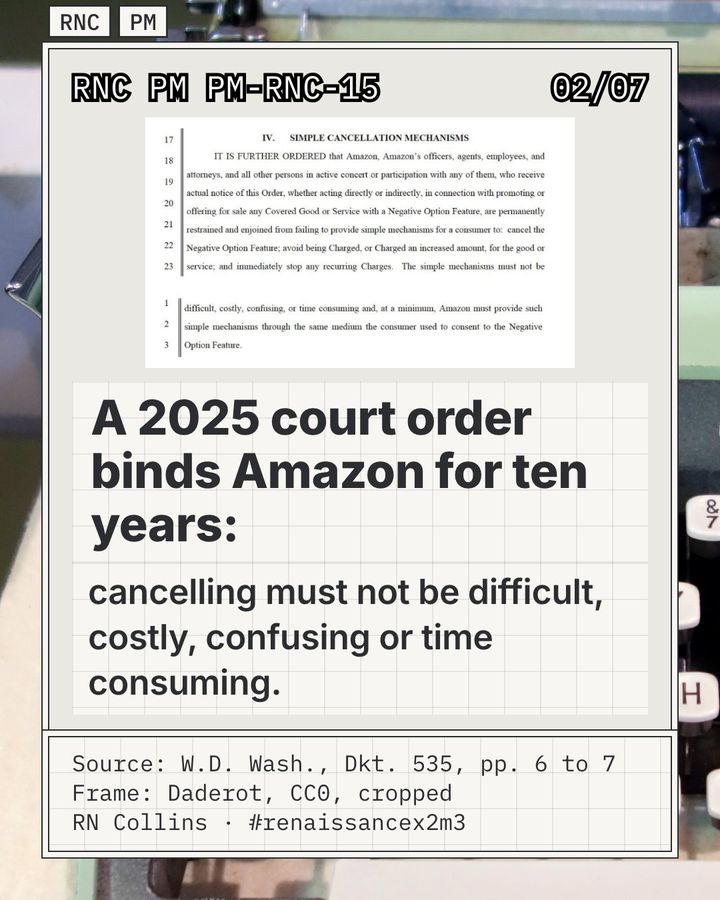 RNC PM
RNC PM PM-RNC-15 02/07
IV. SIMPLE CANCELLATION MECHANISMS
17
18 IT IS FURTHER ORDERED that Amazon, Amazon's officers, agents, employees, and
19 attorneys, and all other persons in active concert or participation with any of them, who receive
20 actual notice of this Order, whether acting directly or indirectly, in connection with promoting or
offering for sale any Covered Good or Service with a Negative Option Feature, are permanently
21 restrained and enjoined from failing to provide simple mechanisms for a consumer to: cancel the
22 Negative Option Feature; avoid being Charged, or Charged an increased amount, for the good or
23 service; and immediately stop any recurring Charges. The simple mechanisms must not be
1 difficult, costly, confusing, or time consuming and, at a minimum, Amazon must provide such
2 simple mechanisms through the same medium the consumer used to consent to the Negative
3 Option Feature.
A 2025 court order
binds Amazon for ten
years:
cancelling must not be difficult,
costly, confusing or time
consuming.
&
7
H
Source: W.D. Wash., Dkt. 535, pp. 6 to 7
Frame: Daderot, CC0, cropped
RN Collins · #renaissancex2m3